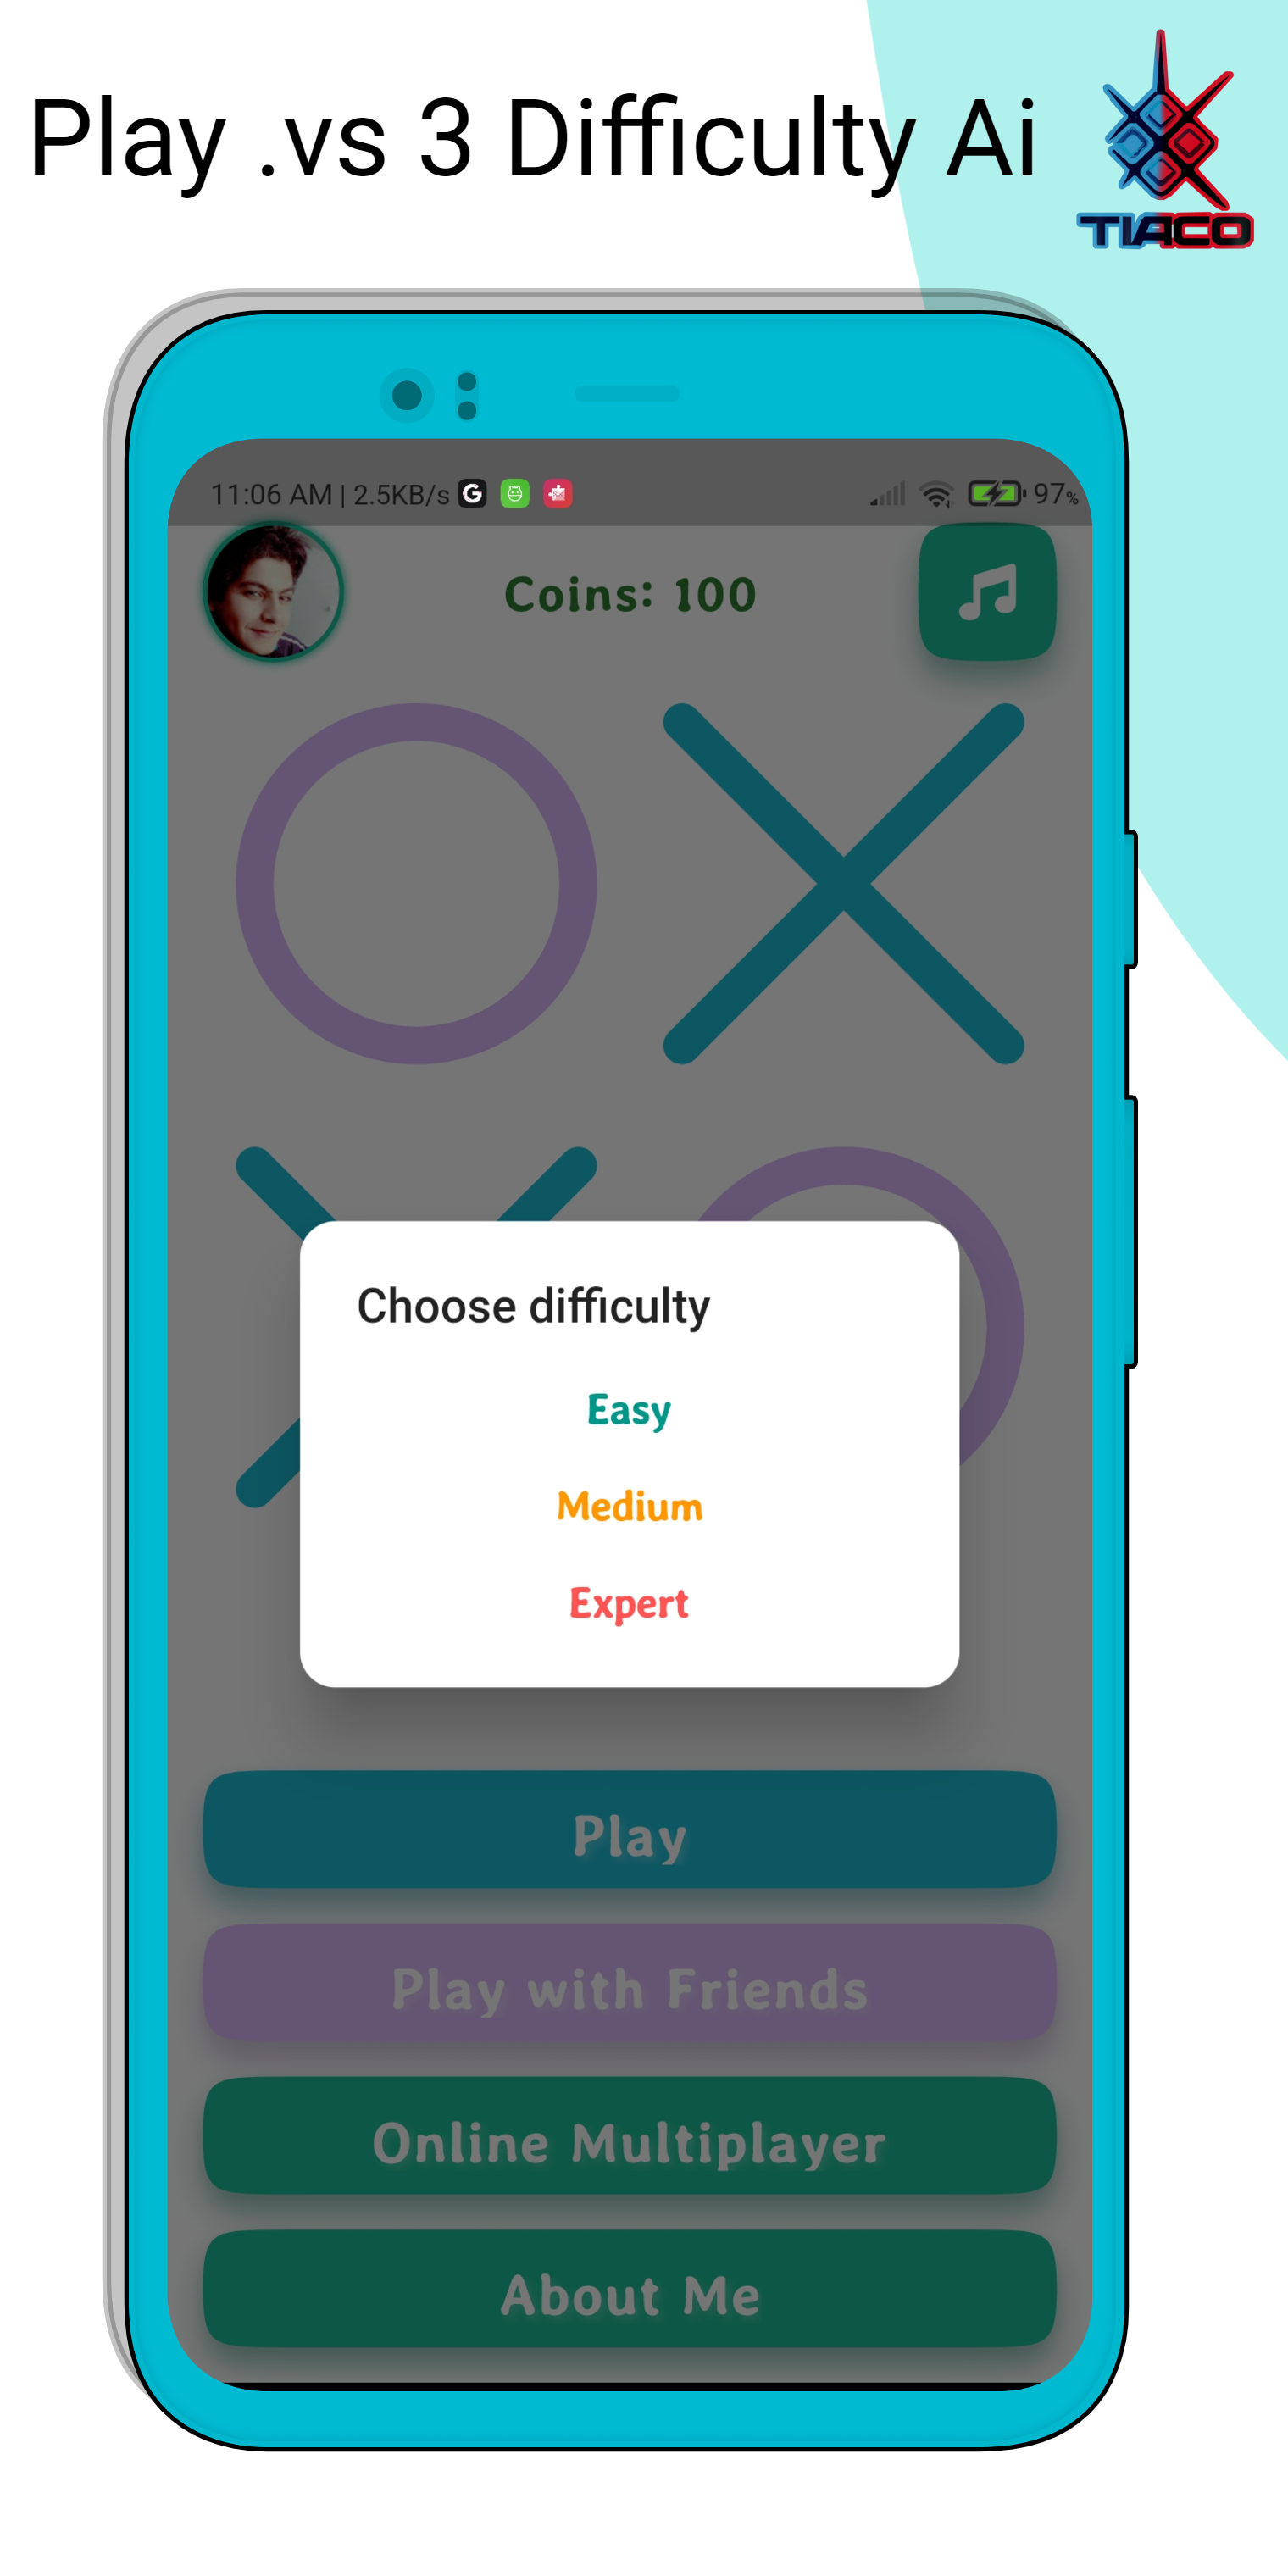 Play .vs 3 Difficulty Ai
TIACO
11:06 AM | 2.5KB/s G 97%
Coins: 100
Choose difficulty
Easy
Medium
Expert
Play
Play with Friends
Online Multiplayer
About Me